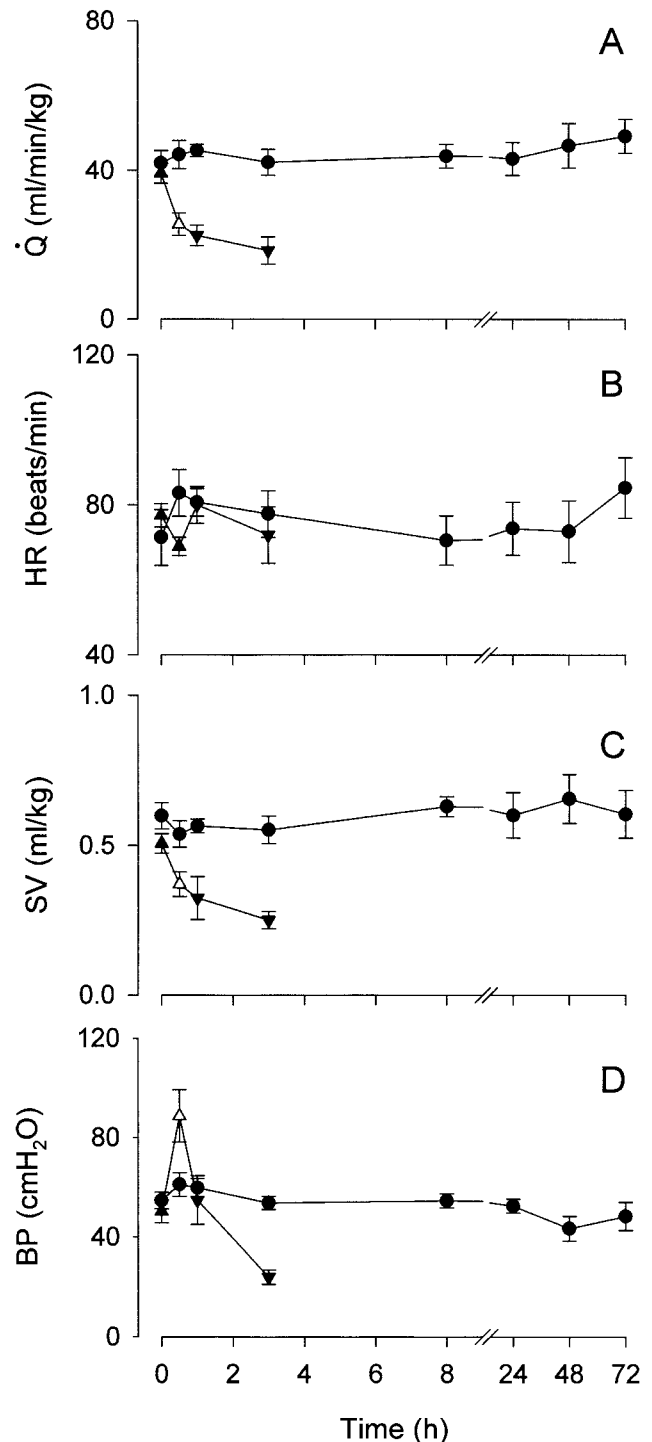 A
80
40
0
Q̇ (ml/min/kg)
B
120
80
40
HR (beats/min)
C
1.0
0.5
0.0
SV (ml/kg)
D
120
80
40
0
BP (cmH₂O)
0 2 4 6 8 24 48 72
Time (h)